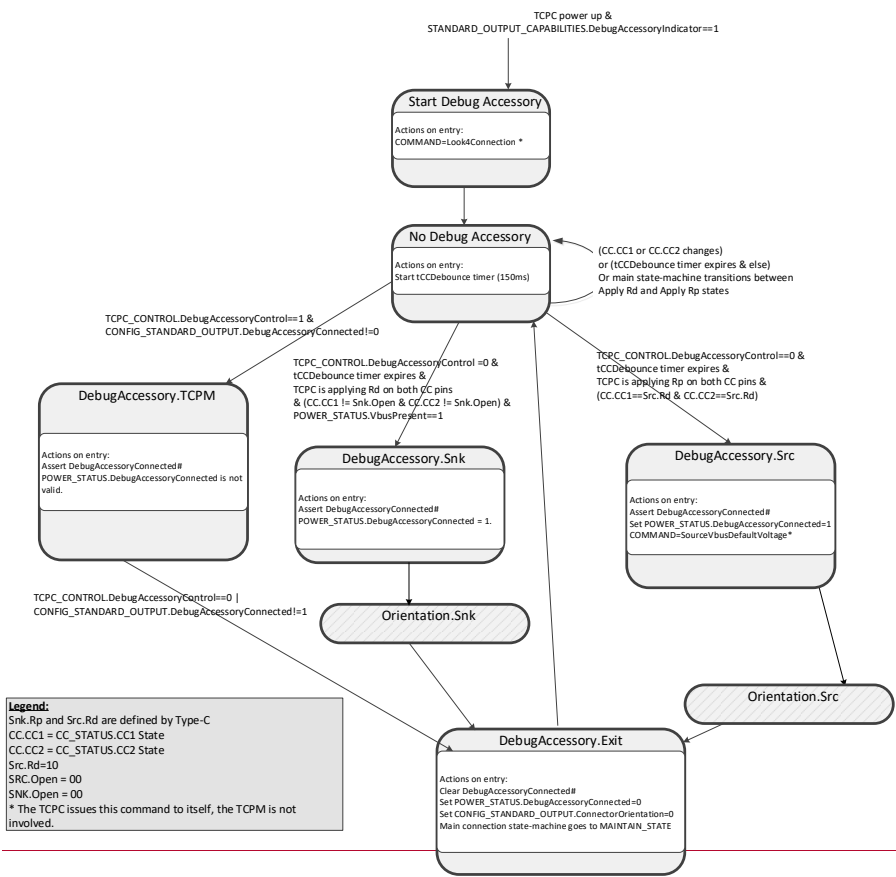 TCPC power up &
STANDARD_OUTPUT_CAPABILITIES.DebugAccessoryIndicator==1
Start Debug Accessory
Actions on entry:
COMMAND=Look4Connection *
No Debug Accessory
Actions on entry:
Start tCCDebounce timer (150ms)
(CC.CC1 or CC.CC2 changes)
or (tCCDebounce timer expires & else)
Or main state-machine transitions between
Apply Rd and Apply Rp states
TCPC_CONTROL.DebugAccessoryControl==1 &
CONFIG_STANDARD_OUTPUT.DebugAccessoryConnected!=0
TCPC_CONTROL.DebugAccessoryControl =0 &
tCCDebounce timer expires &
TCPC is applying Rd on both CC pins
& (CC.CC1 != Snk.Open & CC.CC2 != Snk.Open) &
POWER_STATUS.VbusPresent==1
TCPC_CONTROL.DebugAccessoryControl==0 &
tCCDebounce timer expires &
TCPC is applying Rp on both CC pins &
(CC.CC1==Src.Rd & CC.CC2==Src.Rd)
DebugAccessory.TCPM
Actions on entry:
Assert DebugAccessoryConnected#
POWER_STATUS.DebugAccessoryConnected is not
valid.
DebugAccessory.Snk
Actions on entry:
Assert DebugAccessoryConnected#
POWER_STATUS.DebugAccessoryConnected = 1.
DebugAccessory.Src
Actions on entry:
Assert DebugAccessoryConnected#
Set POWER_STATUS.DebugAccessoryConnected=1
COMMAND=SourceVbusDefaultVoltage*
TCPC_CONTROL.DebugAccessoryControl==0 |
CONFIG_STANDARD_OUTPUT.DebugAccessoryConnected!=1
Orientation.Snk
Orientation.Src
Legend:
Snk.Rp and Src.Rd are defined by Type-C
CC.CC1 = CC_STATUS.CC1 State
CC.CC2 = CC_STATUS.CC2 State
Src.Rd=10
SRC.Open = 00
SNK.Open = 00
* The TCPC issues this command to itself, the TCPM is not
involved.
DebugAccessory.Exit
Actions on entry:
Clear DebugAccessoryConnected#
Set POWER_STATUS.DebugAccessoryConnected=0
Set CONFIG_STANDARD_OUTPUT.ConnectorOrientation=0
Main connection state-machine goes to MAINTAIN_STATE